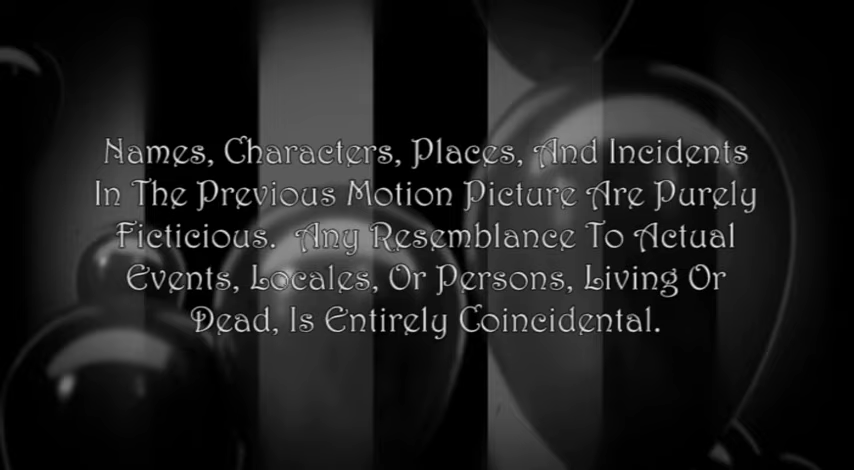 Names, Characters, Places, And Incidents
In The Previous Motion Picture Are Purely
Ficticious. Any Resemblance To Actual
Events, Locales, Or Persons, Living Or
Dead, Is Entirely Coincidental.